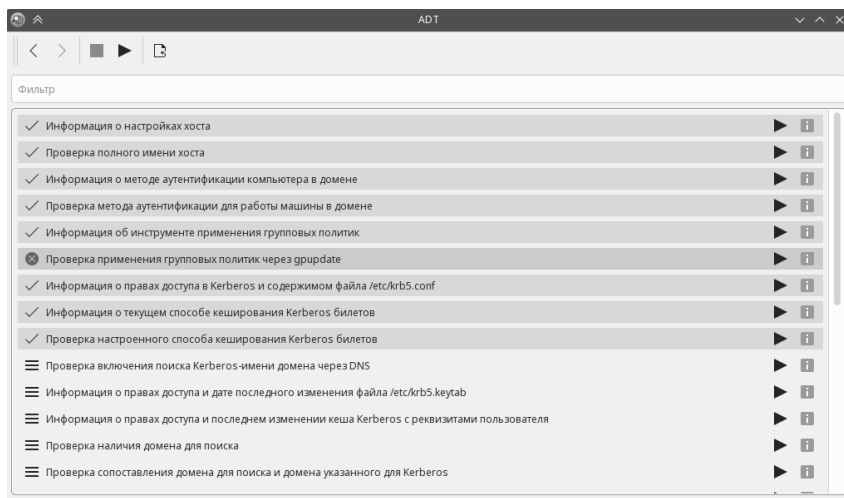 ADT
Фильтр
Информация о настройках хоста
Проверка полного имени хоста
Информация о методе аутентификации компьютера в домене
Проверка метода аутентификации для работы машины в домене
Информация об инструменте применения групповых политик
Проверка применения групповых политик через gpupdate
Информация о правах доступа в Kerberos и содержимом файла /etc/krb5.conf
Информация о текущем способе кеширования Kerberos билетов
Проверка настроенного способа кеширования Kerberos билетов
Проверка включения поиска Kerberos-имени домена через DNS
Информация о правах доступа и дате последного изменения файла /etc/krb5.keytab
Информация о правах доступа и последнем изменении кеша Kerberos с реквизитами пользователя
Проверка наличия домена для поиска
Проверка сопоставления домена для поиска и домена указанного для Kerberos